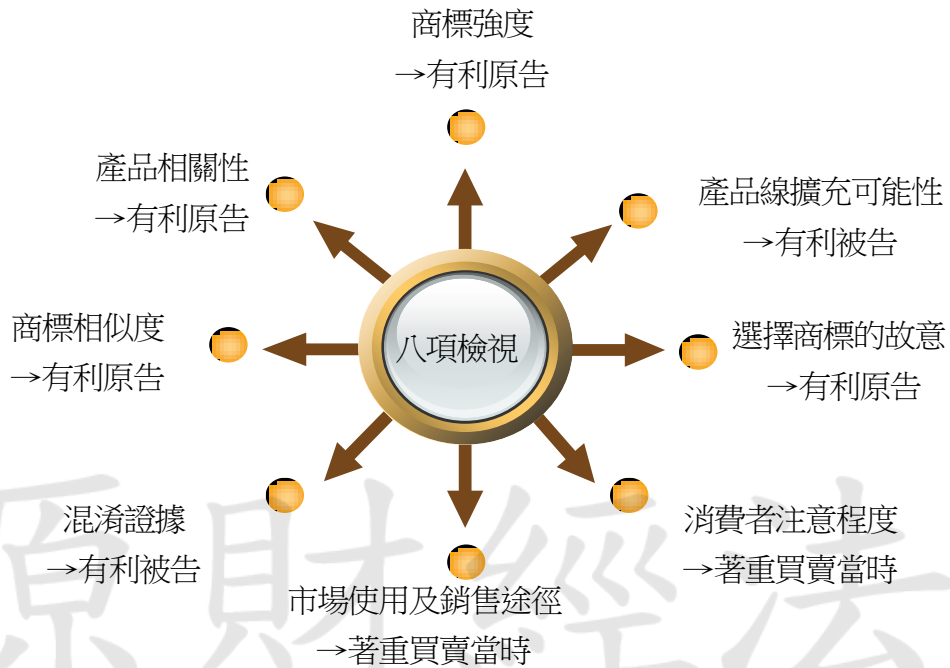 商標強度
→有利原告
產品相關性
→有利原告
產品線擴充可能性
→有利被告
商標相似度
→有利原告
八項檢視
選擇商標的故意
→有利原告
混淆證據
→有利被告
消費者注意程度
→著重買賣當時
市場使用及銷售途徑
→著重買賣當時
原財經法